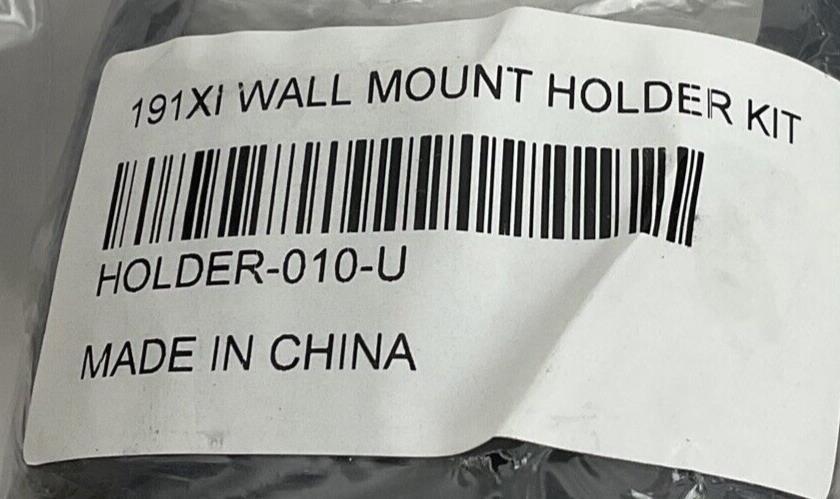 191XI WALL MOUNT HOLDER KIT
HOLDER-010-U
MADE IN CHINA